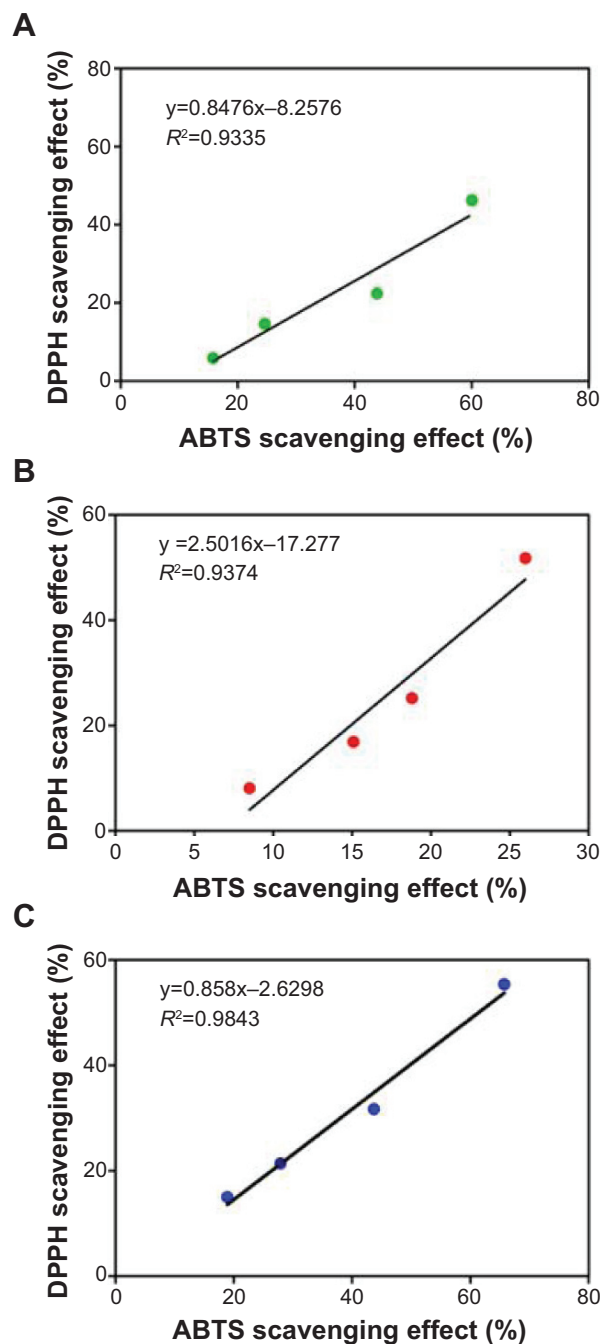 A
DPPH scavenging effect (%)
80
60
40
20
0
y=0.8476x–8.2576
R²=0.9335
0 20 40 60 80
ABTS scavenging effect (%)
B
DPPH scavenging effect (%)
60
40
20
0
y =2.5016x–17.277
R²=0.9374
0 5 10 15 20 25 30
ABTS scavenging effect (%)
C
DPPH scavenging effect (%)
60
40
20
0
y=0.858x–2.6298
R²=0.9843
0 20 40 60 80
ABTS scavenging effect (%)